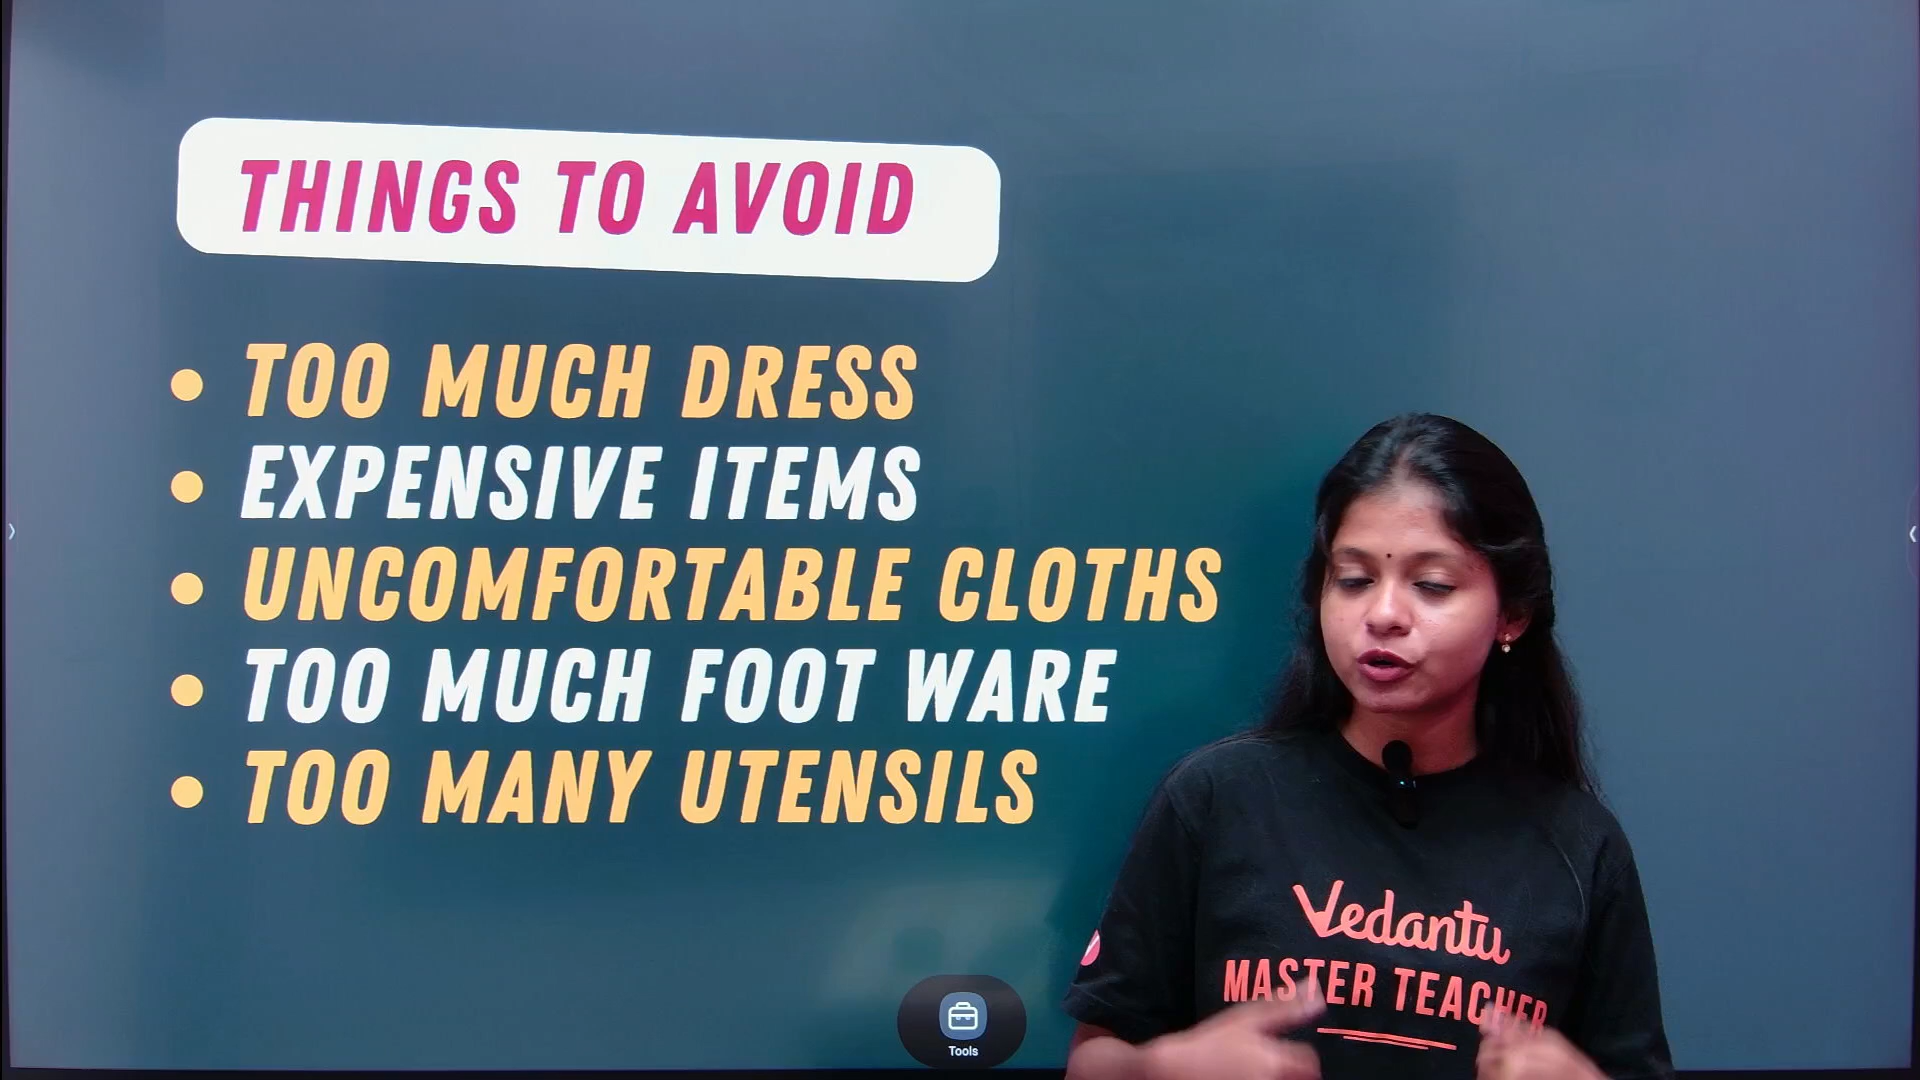 THINGS TO AVOID
• TOO MUCH DRESS
• EXPENSIVE ITEMS
• UNCOMFORTABLE CLOTHS
• TOO MUCH FOOT WARE
• TOO MANY UTENSILS
Vedantu
MASTER TEACHER
Tools